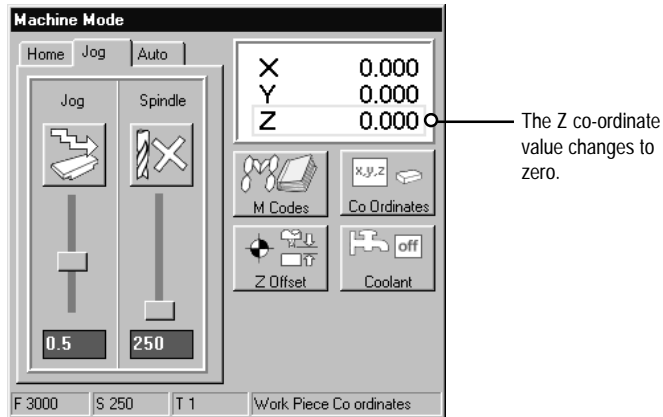 Machine Mode
Home Jog Auto
Jog Spindle
0.5 250
X 0.000
Y 0.000
Z 0.000
M Codes
x,y,z
Co Ordinates
Z Offset
off
Coolant
F 3000 S 250 T 1 Work Piece Co ordinates
The Z co-ordinate
value changes to
zero.